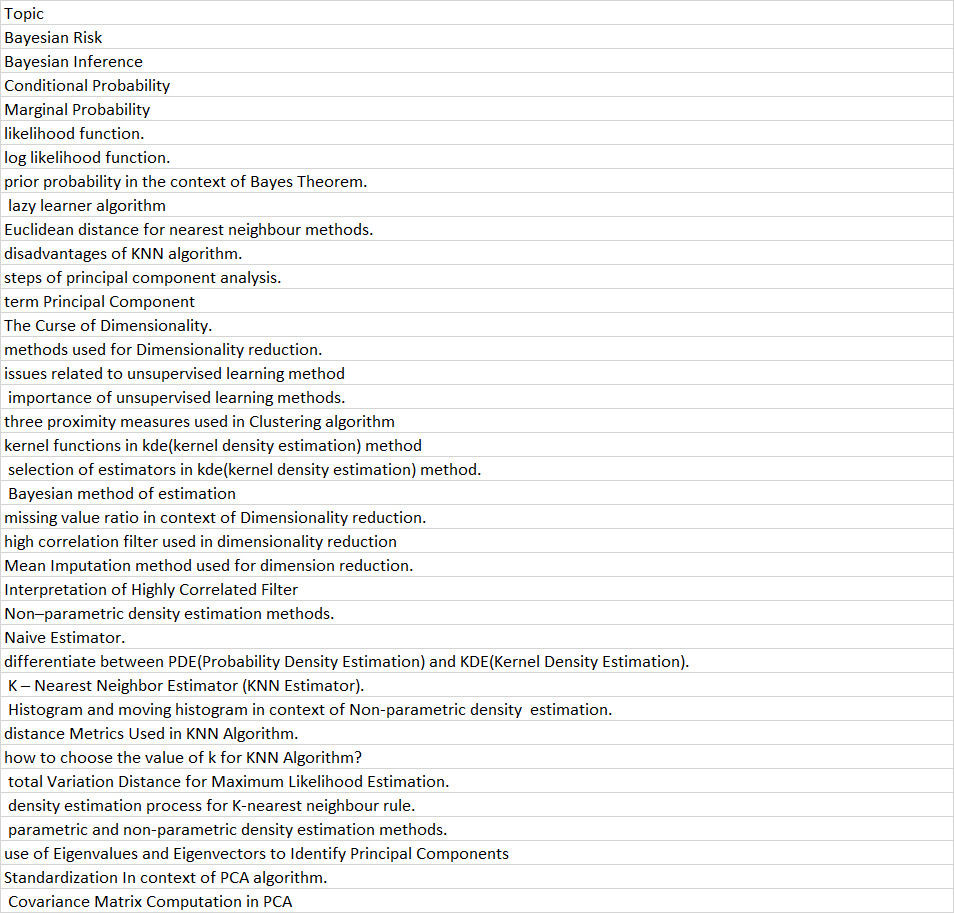 Topic
Bayesian Risk
Bayesian Inference
Conditional Probability
Marginal Probability
likelihood function.
log likelihood function.
prior probability in the context of Bayes Theorem.
lazy learner algorithm
Euclidean distance for nearest neighbour methods.
disadvantages of KNN algorithm.
steps of principal component analysis.
term Principal Component
The Curse of Dimensionality.
methods used for Dimensionality reduction.
issues related to unsupervised learning method
importance of unsupervised learning methods.
three proximity measures used in Clustering algorithm
kernel functions in kde(kernel density estimation) method
selection of estimators in kde(kernel density estimation) method.
Bayesian method of estimation
missing value ratio in context of Dimensionality reduction.
high correlation filter used in dimensionality reduction
Mean Imputation method used for dimension reduction.
Interpretation of Highly Correlated Filter
Non–parametric density estimation methods.
Naive Estimator.
differentiate between PDE(Probability Density Estimation) and KDE(Kernel Density Estimation).
K – Nearest Neighbor Estimator (KNN Estimator).
Histogram and moving histogram in context of Non-parametric density  estimation.
distance Metrics Used in KNN Algorithm.
how to choose the value of k for KNN Algorithm?
total Variation Distance for Maximum Likelihood Estimation.
density estimation process for K-nearest neighbour rule.
parametric and non-parametric density estimation methods.
use of Eigenvalues and Eigenvectors to Identify Principal Components
Standardization In context of PCA algorithm.
Covariance Matrix Computation in PCA